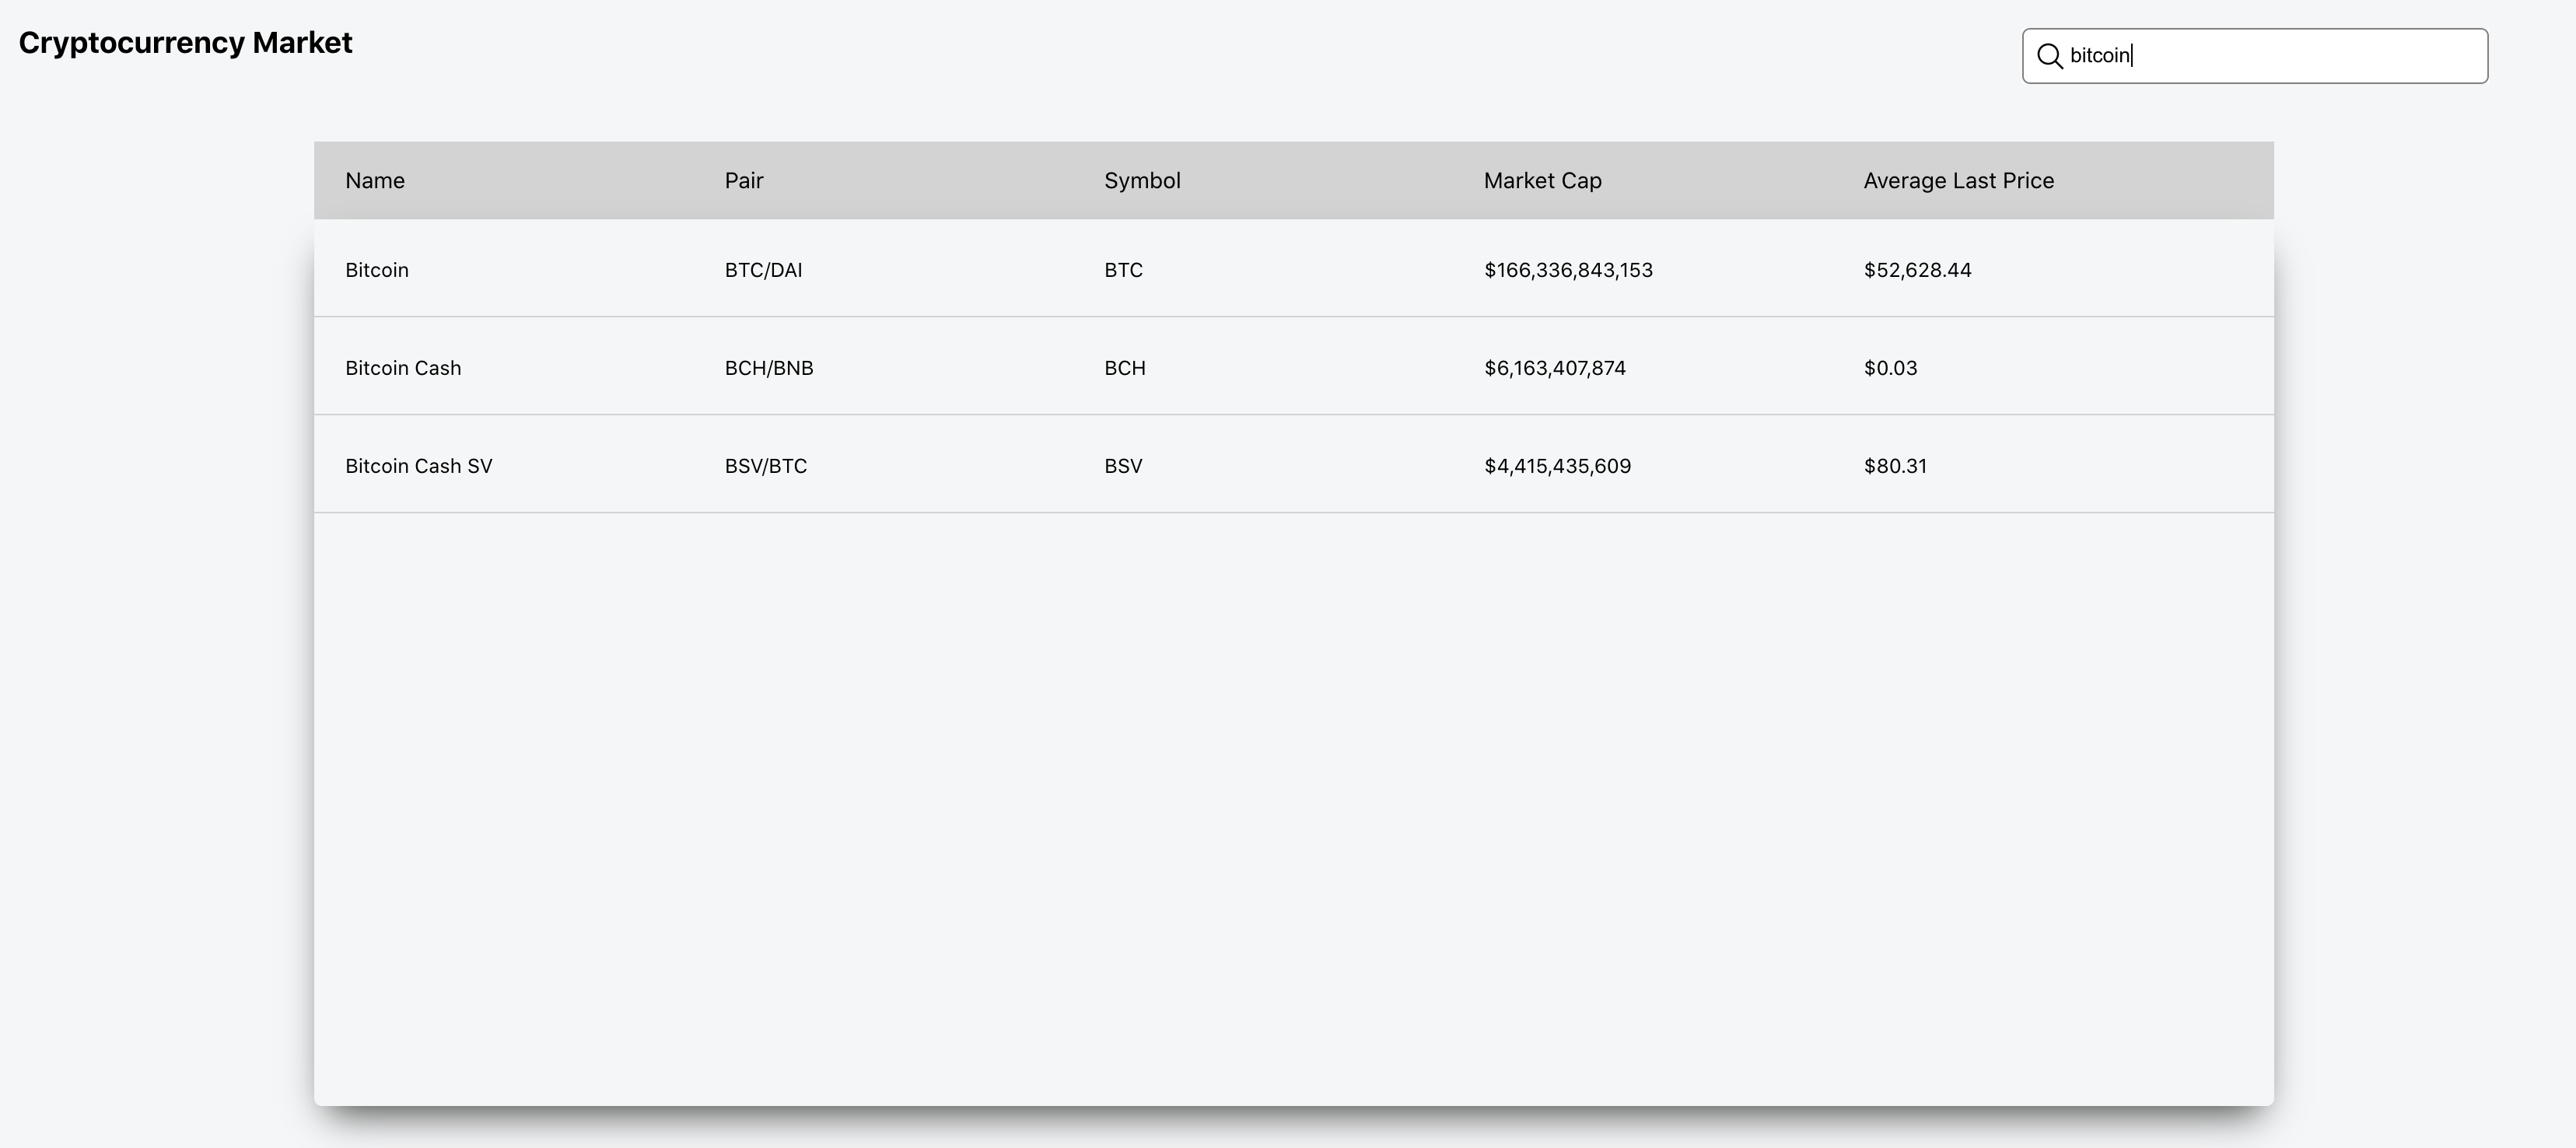 Cryptocurrency Market
bitcoin
Name Pair Symbol Market Cap Average Last Price
Bitcoin BTC/DAI BTC $166,336,843,153 $52,628.44
Bitcoin Cash BCH/BNB BCH $6,163,407,874 $0.03
Bitcoin Cash SV BSV/BTC BSV $4,415,435,609 $80.31